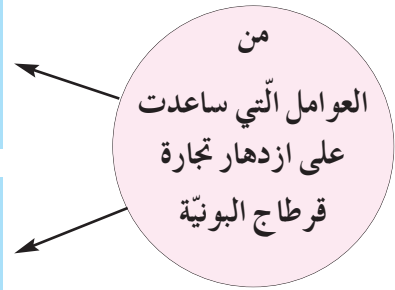 من
العوامل الّتي ساعدت
على ازدهار تجارة
قرطاج البونيّة